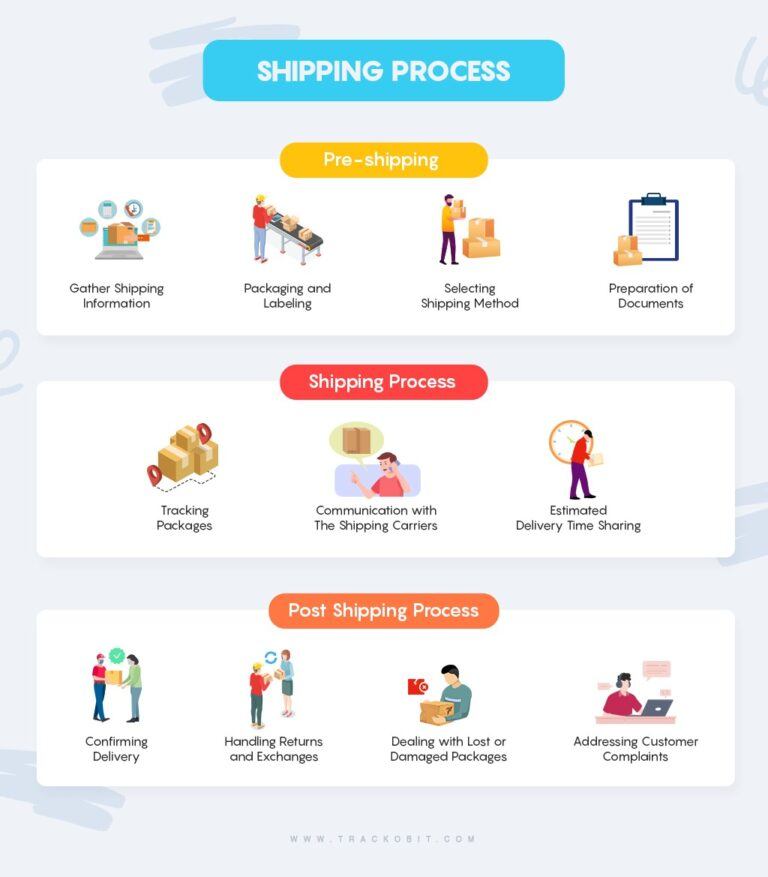 SHIPPING PROCESS
Pre-shipping
Gather Shipping
Information
Packaging and
Labeling
Selecting
Shipping Method
Preparation of
Documents
Shipping Process
Tracking
Packages
Communication with
The Shipping Carriers
Estimated
Delivery Time Sharing
Post Shipping Process
Confirming
Delivery
Handling Returns
and Exchanges
Dealing with Lost or
Damaged Packages
Addressing Customer
Complaints
WWW.TRACKOBIT.COM